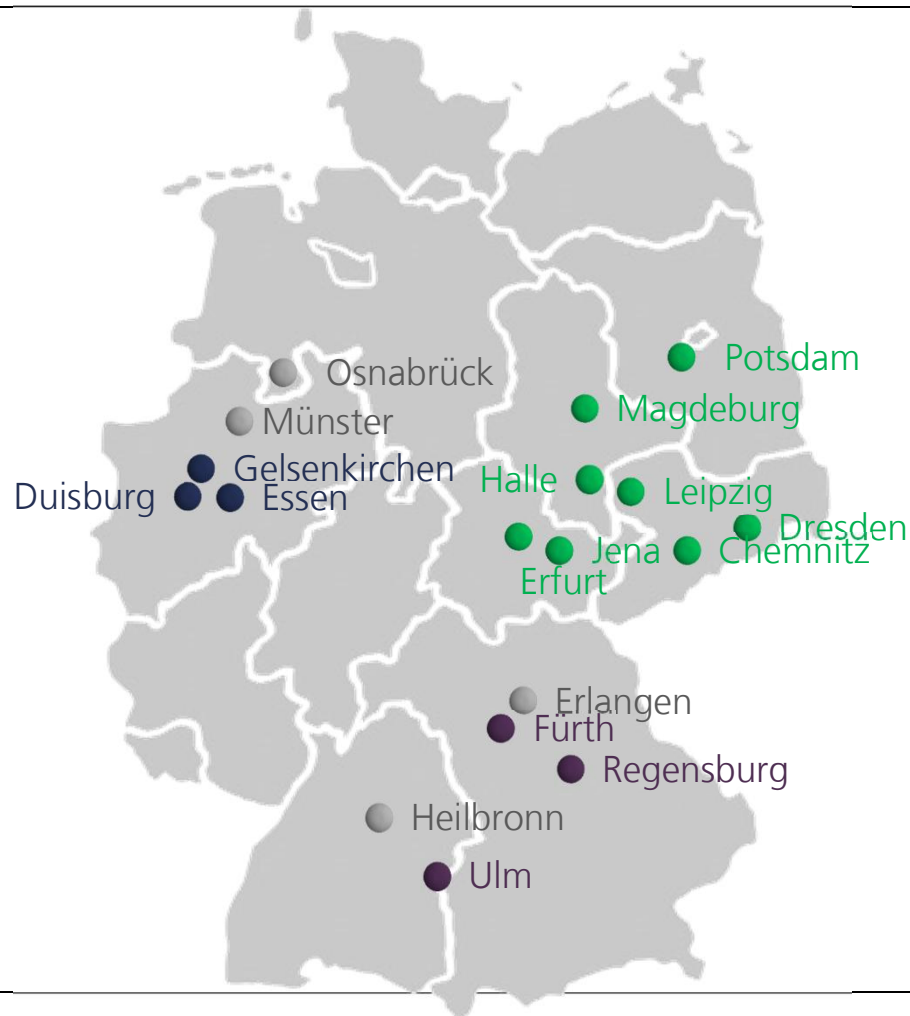 Potsdam
Osnabrück
Magdeburg
Münster
Gelsenkirchen
Halle
Leipzig
Duisburg
Essen
Dresden
Jena
Chemnitz
Erfurt
Erlangen
Fürth
Regensburg
Heilbronn
Ulm